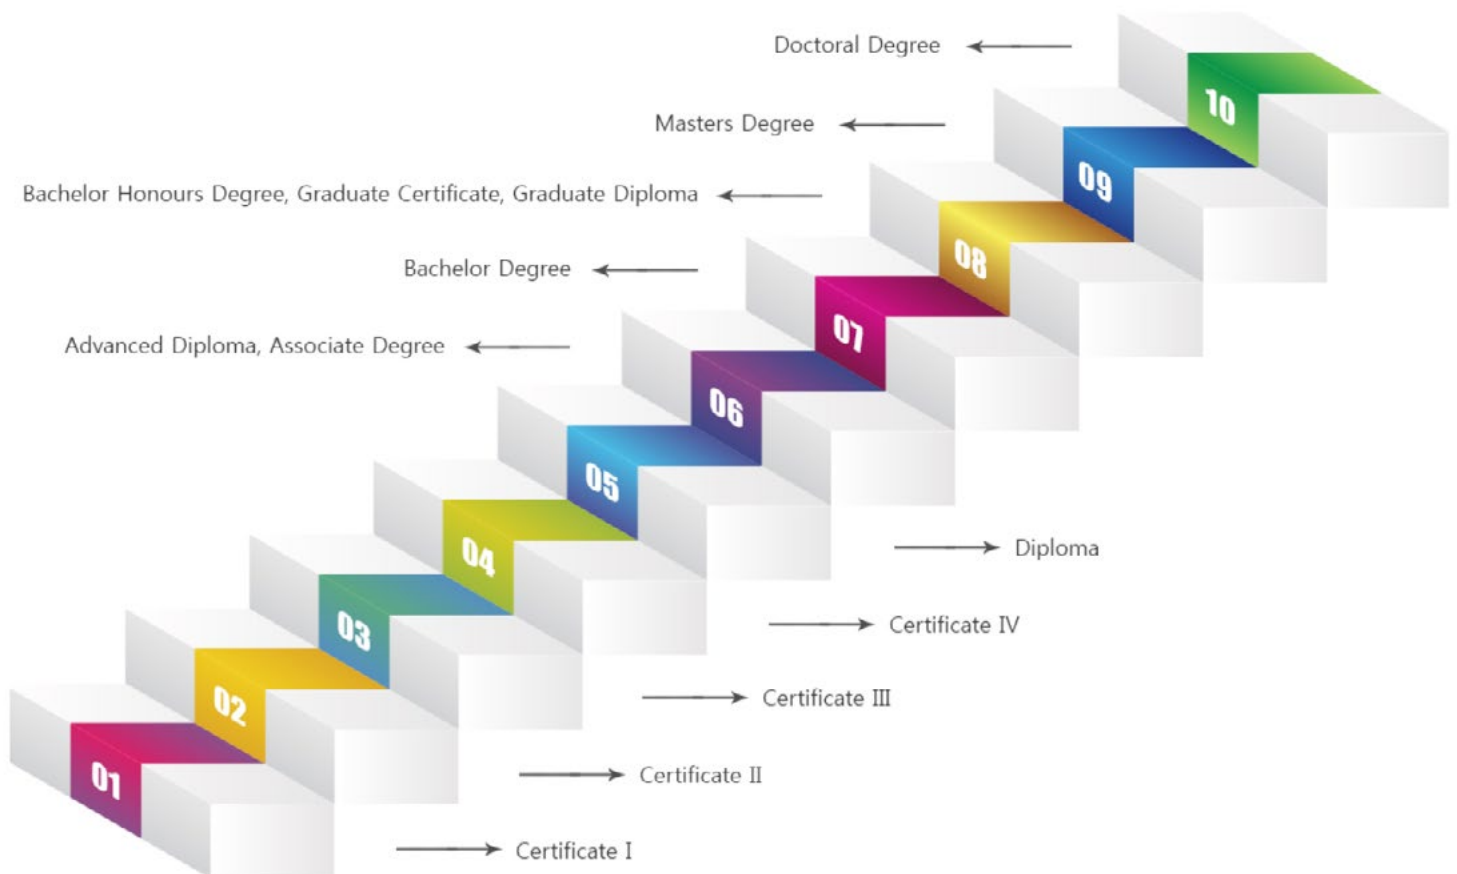 Doctoral Degree
10
Masters Degree
09
Bachelor Honours Degree, Graduate Certificate, Graduate Diploma
08
Bachelor Degree
07
Advanced Diploma, Associate Degree
06
05
Diploma
04
Certificate IV
03
Certificate III
02
Certificate II
01
Certificate I